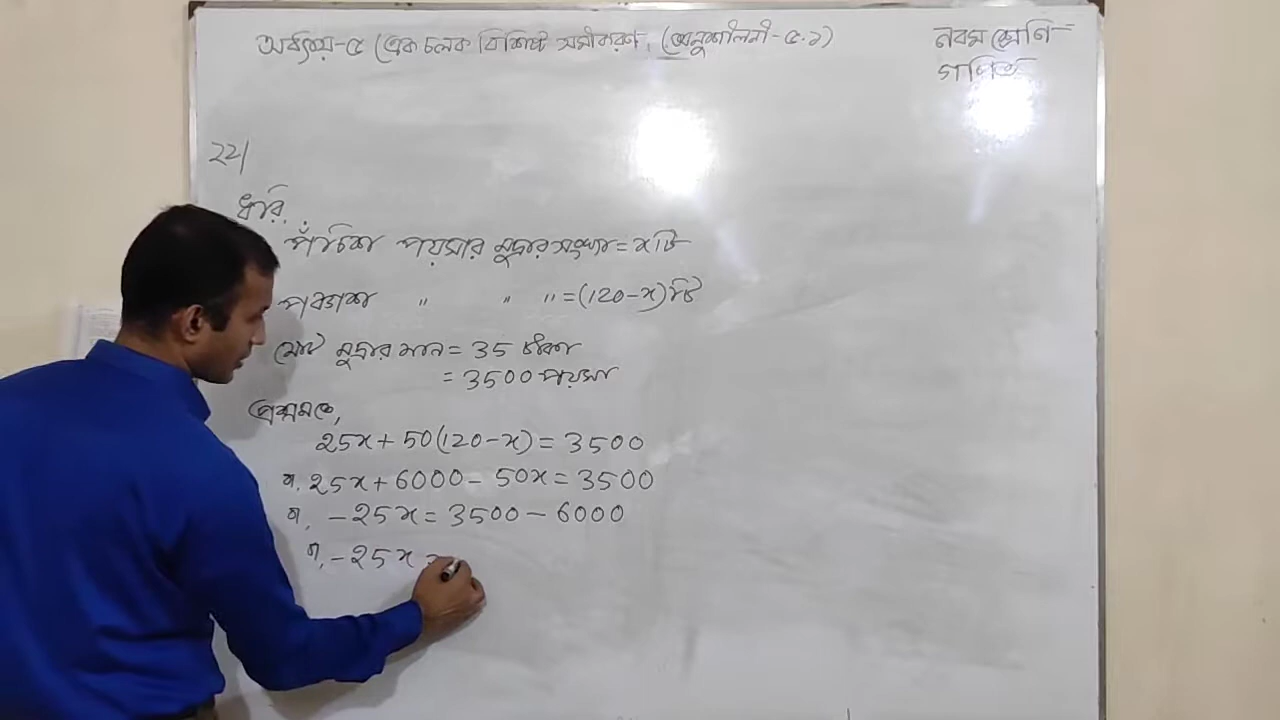 অধ্যায়-৫ (এক চলক বিশিষ্ট সমীকরণ, (অনুশীলনী-৫.১)
নবম শ্রেণি
গণিত
22|
ধরি,
পঁচিশ পয়সার মুদ্রার সংখ্যা = x টি
পঞ্চাশ " " " = (120-x) টি
মোট মুদ্রার মান = 35 টাকা
= 3500 পয়সা
প্রশ্নমতে,
25x + 50(120-x) = 3500
বা, 25x + 6000 - 50x = 3500
বা, -25x = 3500 - 6000
বা, -25x =